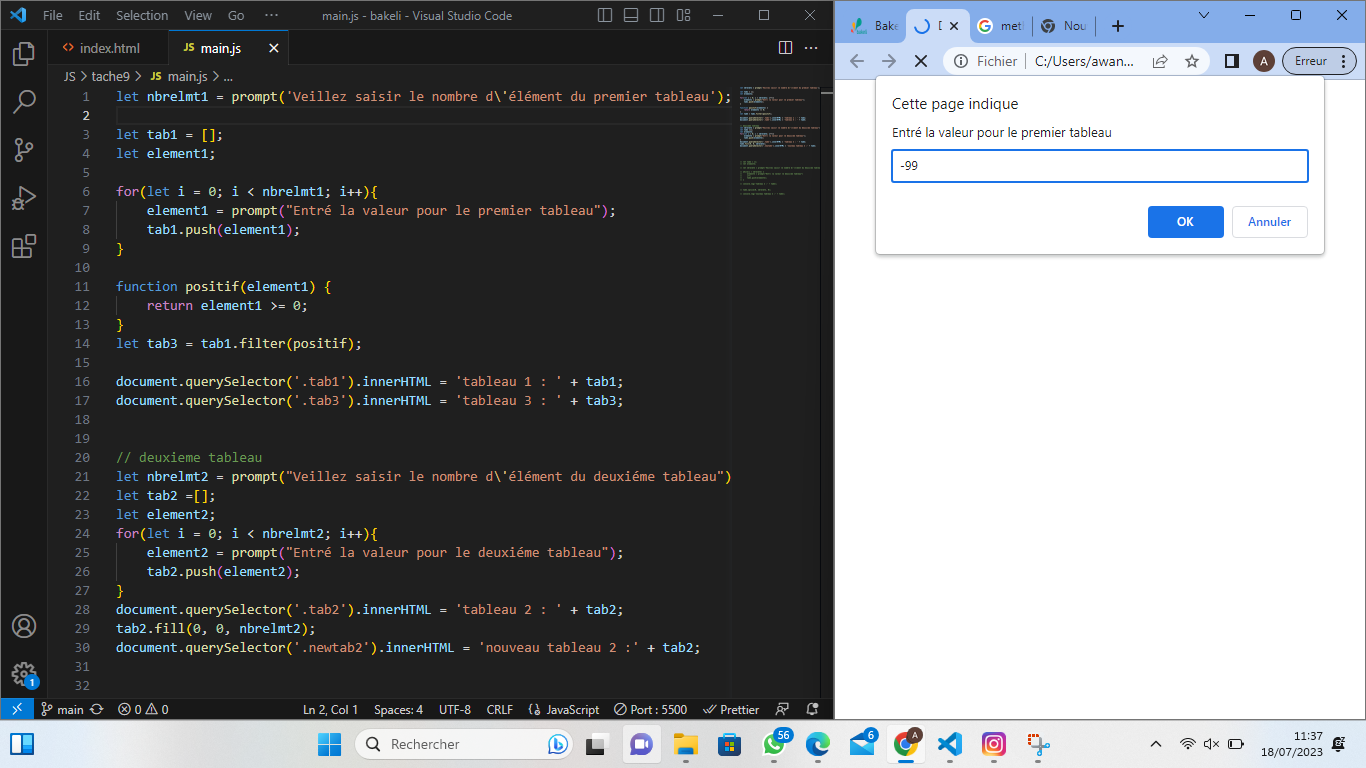 File Edit Selection View Go ··· main.js - bakeli - Visual Studio Code
index.html JS main.js
JS > tache9 > JS main.js > ...
1 let nbrelmt1 = prompt('Veillez saisir le nombre d\'élément du premier tableau');
2
3 let tab1 = [];
4 let element1;
5
6 for(let i = 0; i < nbrelmt1; i++){
7 element1 = prompt("Entré la valeur pour le premier tableau");
8 tab1.push(element1);
9 }
10
11 function positif(element1) {
12 return element1 >= 0;
13 }
14 let tab3 = tab1.filter(positif);
15
16 document.querySelector('.tab1').innerHTML = 'tableau 1 : ' + tab1;
17 document.querySelector('.tab3').innerHTML = 'tableau 3 : ' + tab3;
18
19
20 // deuxieme tableau
21 let nbrelmt2 = prompt("Veillez saisir le nombre d\'élément du deuxiéme tableau")
22 let tab2 =[];
23 let element2;
24 for(let i = 0; i < nbrelmt2; i++){
25 element2 = prompt("Entré la valeur pour le deuxiéme tableau");
26 tab2.push(element2);
27 }
28 document.querySelector('.tab2').innerHTML = 'tableau 2 : ' + tab2;
29 tab2.fill(0, 0, nbrelmt2);
30 document.querySelector('.newtab2').innerHTML = 'nouveau tableau 2 :' + tab2;
31
32
1
main 0 0 Ln 2, Col 1 Spaces: 4 UTF-8 CRLF {} JavaScript Port : 5500 Prettier
Bake met Nou
Fichier C:/Users/awan... A Erreur
Cette page indique
Entré la valeur pour le premier tableau
-99
OK Annuler
Rechercher 56 6 A 11:37
18/07/2023